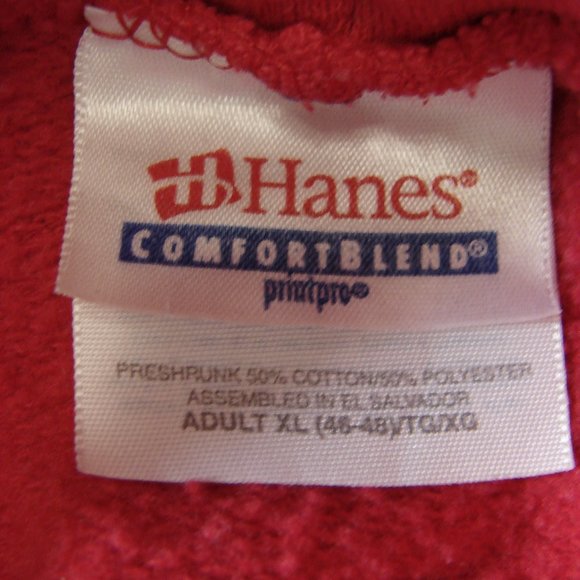 Hanes®
COMFORTBLEND®
printpro®
PRESHRUNK 50% COTTON/50% POLYESTER
ASSEMBLED IN EL SALVADOR
ADULT XL (46-48)/TG/XG